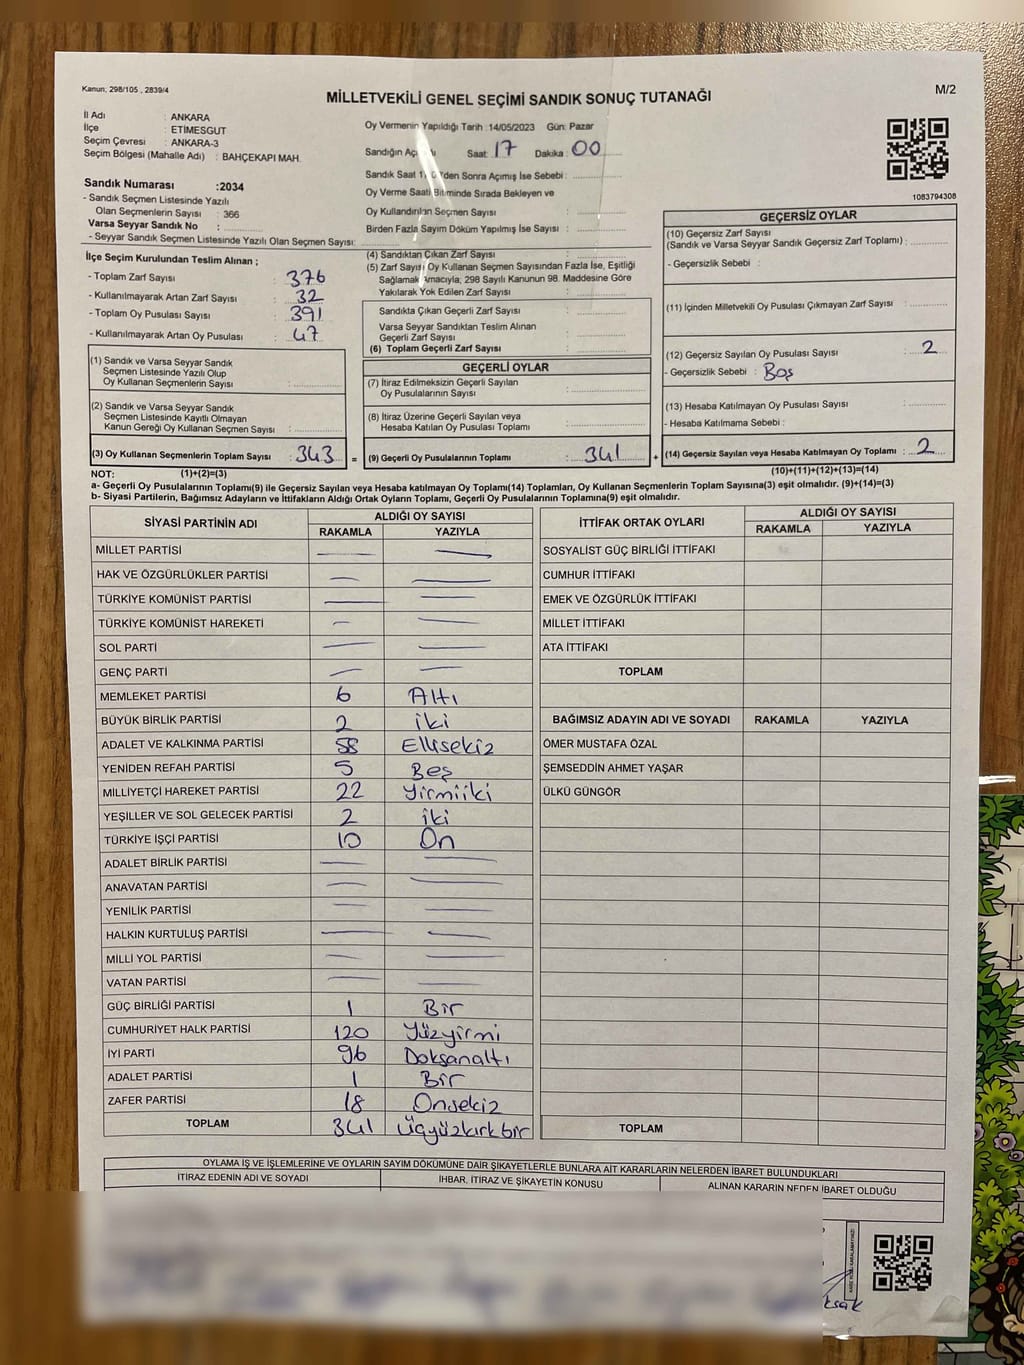 Kanun, 298/105 , 2839/4
MİLLETVEKİLİ GENEL SEÇİMİ SANDIK SONUÇ TUTANAĞI
M/2
İl Adı : ANKARA
İlçe : ETİMESGUT
Seçim Çevresi : ANKARA-3
Seçim Bölgesi (Mahalle Adı) : BAHÇEKAPI MAH.
Sandık Numarası :2034
- Sandık Seçmen Listesinde Yazılı
Olan Seçmenlerin Sayısı : 366
Varsa Seyyar Sandık No :
- Seyyar Sandık Seçmen Listesinde Yazılı Olan Seçmen Sayısı:
İlçe Seçim Kurulundan Teslim Alınan ;
- Toplam Zarf Sayısı : 376
- Kullanılmayarak Artan Zarf Sayısı : 32
- Toplam Oy Pusulası Sayısı : 391
- Kullanılmayarak Artan Oy Pusulası : 47
(1) Sandık ve Varsa Seyyar Sandık
Seçmen Listesinde Yazılı Olup
Oy Kullanan Seçmenlerin Sayısı :
(2) Sandık ve Varsa Seyyar Sandık
Seçmen Listesinde Kayıtlı Olmayan
Kanun Gereği Oy Kullanan Seçmen Sayısı :
(3) Oy Kullanan Seçmenlerin Toplam Sayısı : 343 =
Oy Vermenin Yapıldığı Tarih :14/05/2023 Gün: Pazar
Sandığın Saat: 17 Dakika : 00
Sandık Saat den Sonra Açımış İse Sebebi :
Oy Verme Saati Bitiminde Sırada Bekleyen ve
Oy Kullandırılan Seçmen Sayısı :
Birden Fazla Sayım Döküm Yapılmış İse Sayısı :
(4) Sandıktan Çıkan Zarf Sayısı :
(5) Zarf Sayısı Oy Kullanan Seçmen Sayısından Fazla İse, Eşitliği
Sağlamak Amacıyla, 298 Sayılı Kanunun 98. Maddesine Göre
Yakılarak Yok Edilen Zarf Sayısı :
Sandıkta Çıkan Geçerli Zarf Sayısı :
Varsa Seyyar Sandıktan Teslim Alınan
Geçerli Zarf Sayısı :
(6) Toplam Geçerli Zarf Sayısı :
GEÇERLİ OYLAR
(7) İtiraz Edilmeksizin Geçerli Sayılan
Oy Pusulalarının Sayısı :
(8) İtiraz Üzerine Geçerli Sayılan veya
Hesaba Katılan Oy Pusulası Toplamı :
(9) Geçerli Oy Pusulalarının Toplamı : 341 +
1083794308
GEÇERSİZ OYLAR
(10) Geçersiz Zarf Sayısı
(Sandık ve Varsa Seyyar Sandık Geçersiz Zarf Toplamı) :
- Geçersizlik Sebebi :
(11) İçinden Milletvekili Oy Pusulası Çıkmayan Zarf Sayısı :
(12) Geçersiz Sayılan Oy Pusulası Sayısı : 2
- Geçersizlik Sebebi : Boş
(13) Hesaba Katılmayan Oy Pusulası Sayısı :
- Hesaba Katılmama Sebebi :
(14) Geçersiz Sayılan veya Hesaba Katılmayan Oy Toplamı : 2
NOT: (1)+(2)=(3)
(10)+(11)+(12)+(13)=(14)
a- Geçerli Oy Pusulalarının Toplamı(9) ile Geçersiz Sayılan veya Hesaba Katılmayan Oy Toplamı(14) Toplamları, Oy Kullanan Seçmenlerin Toplam Sayısına(3) eşit olmalıdır. (9)+(14)=(3)
b- Siyasi Partilerin, Bağımsız Adayların ve İttifakların Aldığı Ortak Oyların Toplamı, Geçerli Oy Pusulalarının Toplamına(9) eşit olmalıdır.
SİYASİ PARTİNİN ADI
ALDIĞI OY SAYISI
RAKAMLA YAZIYLA
MİLLET PARTİSİ
HAK VE ÖZGÜRLÜKLER PARTİSİ
TÜRKİYE KOMÜNİST PARTİSİ
TÜRKİYE KOMÜNİST HAREKETİ
SOL PARTİ
GENÇ PARTİ
MEMLEKET PARTİSİ 6 Altı
BÜYÜK BİRLİK PARTİSİ 2 iki
ADALET VE KALKINMA PARTİSİ 58 Ellisekiz
YENİDEN REFAH PARTİSİ 5 Beş
MİLLİYETÇİ HAREKET PARTİSİ 22 Yirmiiki
YEŞİLLER VE SOL GELECEK PARTİSİ 2 iki
TÜRKİYE İŞÇİ PARTİSİ 10 On
ADALET BİRLİK PARTİSİ
ANAVATAN PARTİSİ
YENİLİK PARTİSİ
HALKIN KURTULUŞ PARTİSİ
MİLLİ YOL PARTİSİ
VATAN PARTİSİ
GÜÇ BİRLİĞİ PARTİSİ 1 Bir
CUMHURİYET HALK PARTİSİ 120 Yüzyirmi
İYİ PARTİ 96 Doksanaltı
ADALET PARTİSİ 1 Bir
ZAFER PARTİSİ 18 Onsekiz
TOPLAM 341 Üçyüzkırkbir
İTTİFAK ORTAK OYLARI
ALDIĞI OY SAYISI
RAKAMLA YAZIYLA
SOSYALİST GÜÇ BİRLİĞİ İTTİFAKI
CUMHUR İTTİFAKI
EMEK VE ÖZGÜRLÜK İTTİFAKI
MİLLET İTTİFAKI
ATA İTTİFAKI
TOPLAM
BAĞIMSIZ ADAYIN ADI VE SOYADI RAKAMLA YAZIYLA
ÖMER MUSTAFA ÖZAL
ŞEMSEDDİN AHMET YAŞAR
ÜLKÜ GÜNGÖR
TOPLAM
OYLAMA İŞ VE İŞLEMLERİNE VE OYLARIN SAYIM DÖKÜMÜNE DAİR ŞİKAYETLERLE BUNLARA AİT KARARLARIN NELERDEN İBARET BULUNDUKLARI
İTİRAZ EDENİN ADI VE SOYADI
İHBAR, İTİRAZ VE ŞİKAYETİN KONUSU
ALINAN KARARIN NEDEN İBARET OLDUĞU